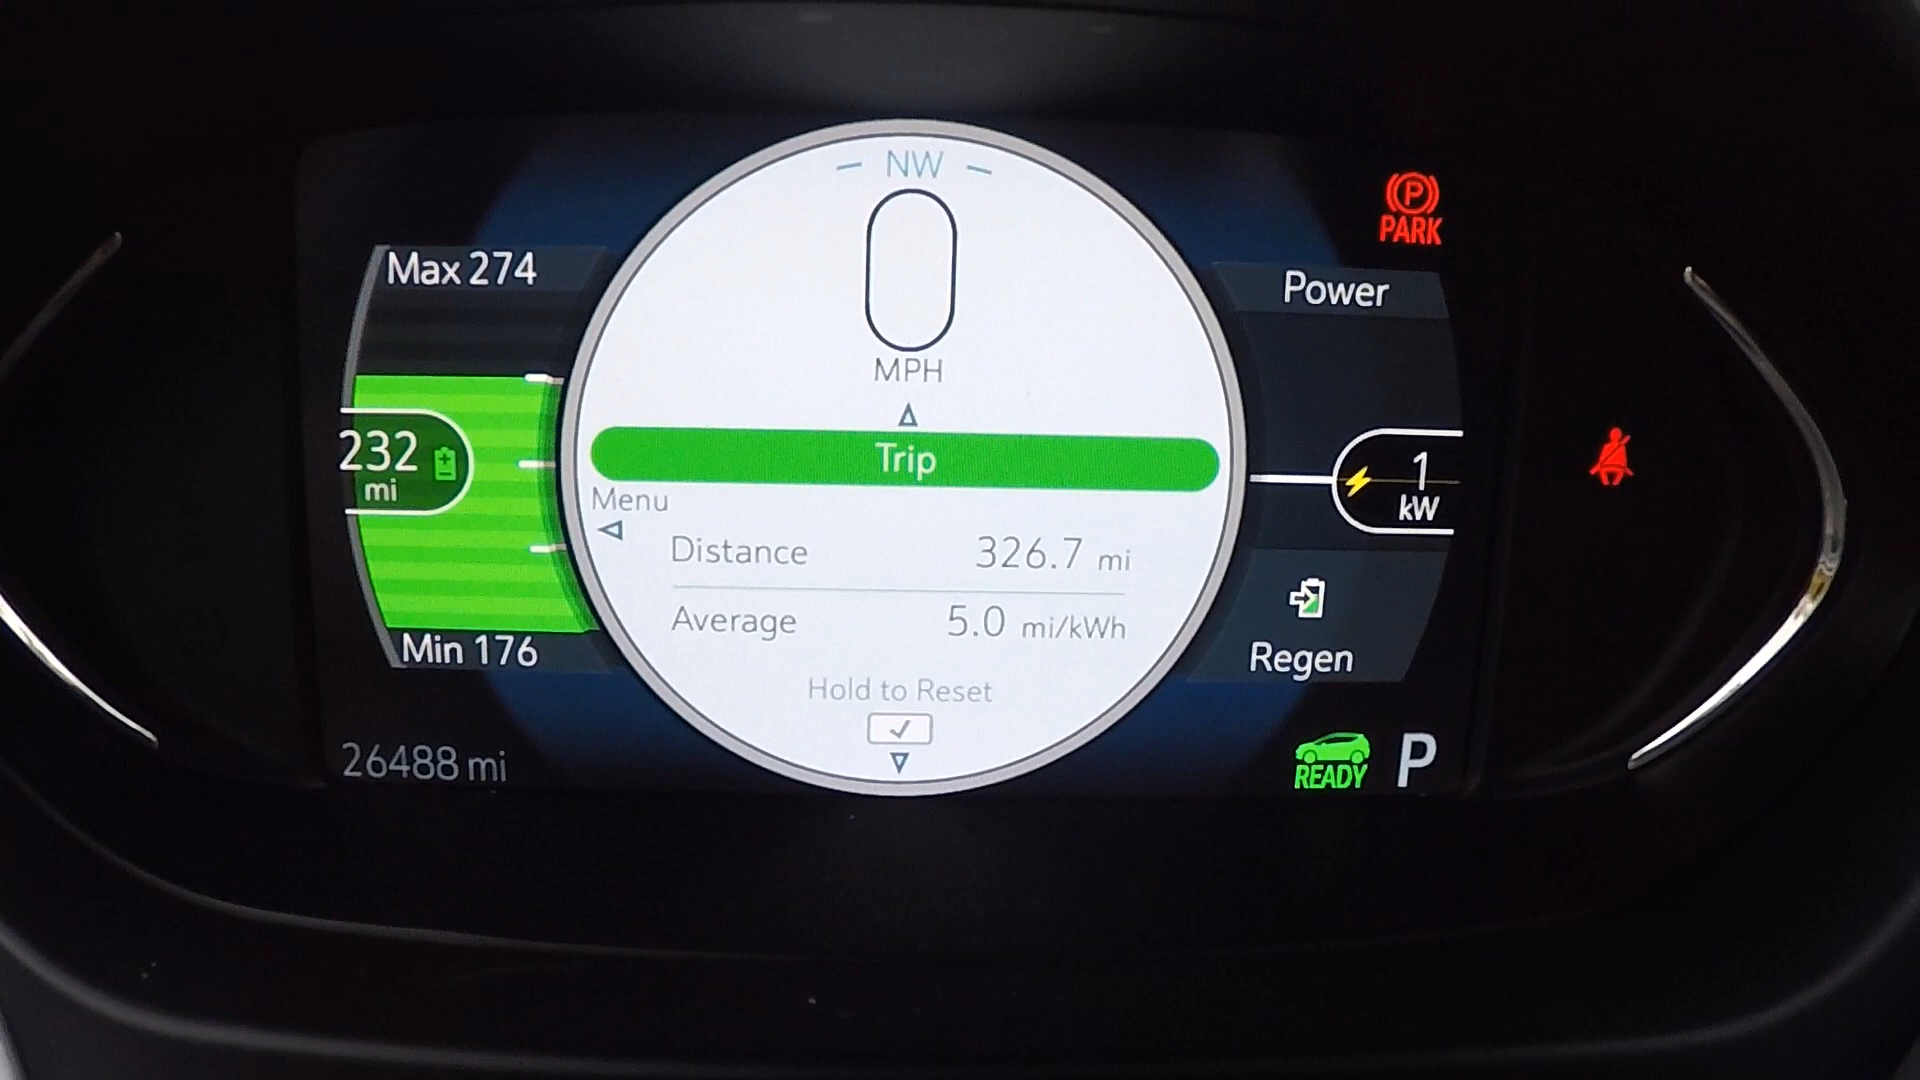 NW
0
MPH
Max 274
232
mi
Min 176
26488 mi
Trip
Menu
Distance 326.7 mi
Average 5.0 mi/kWh
Hold to Reset
P
PARK
Power
1
kW
Regen
READY
P